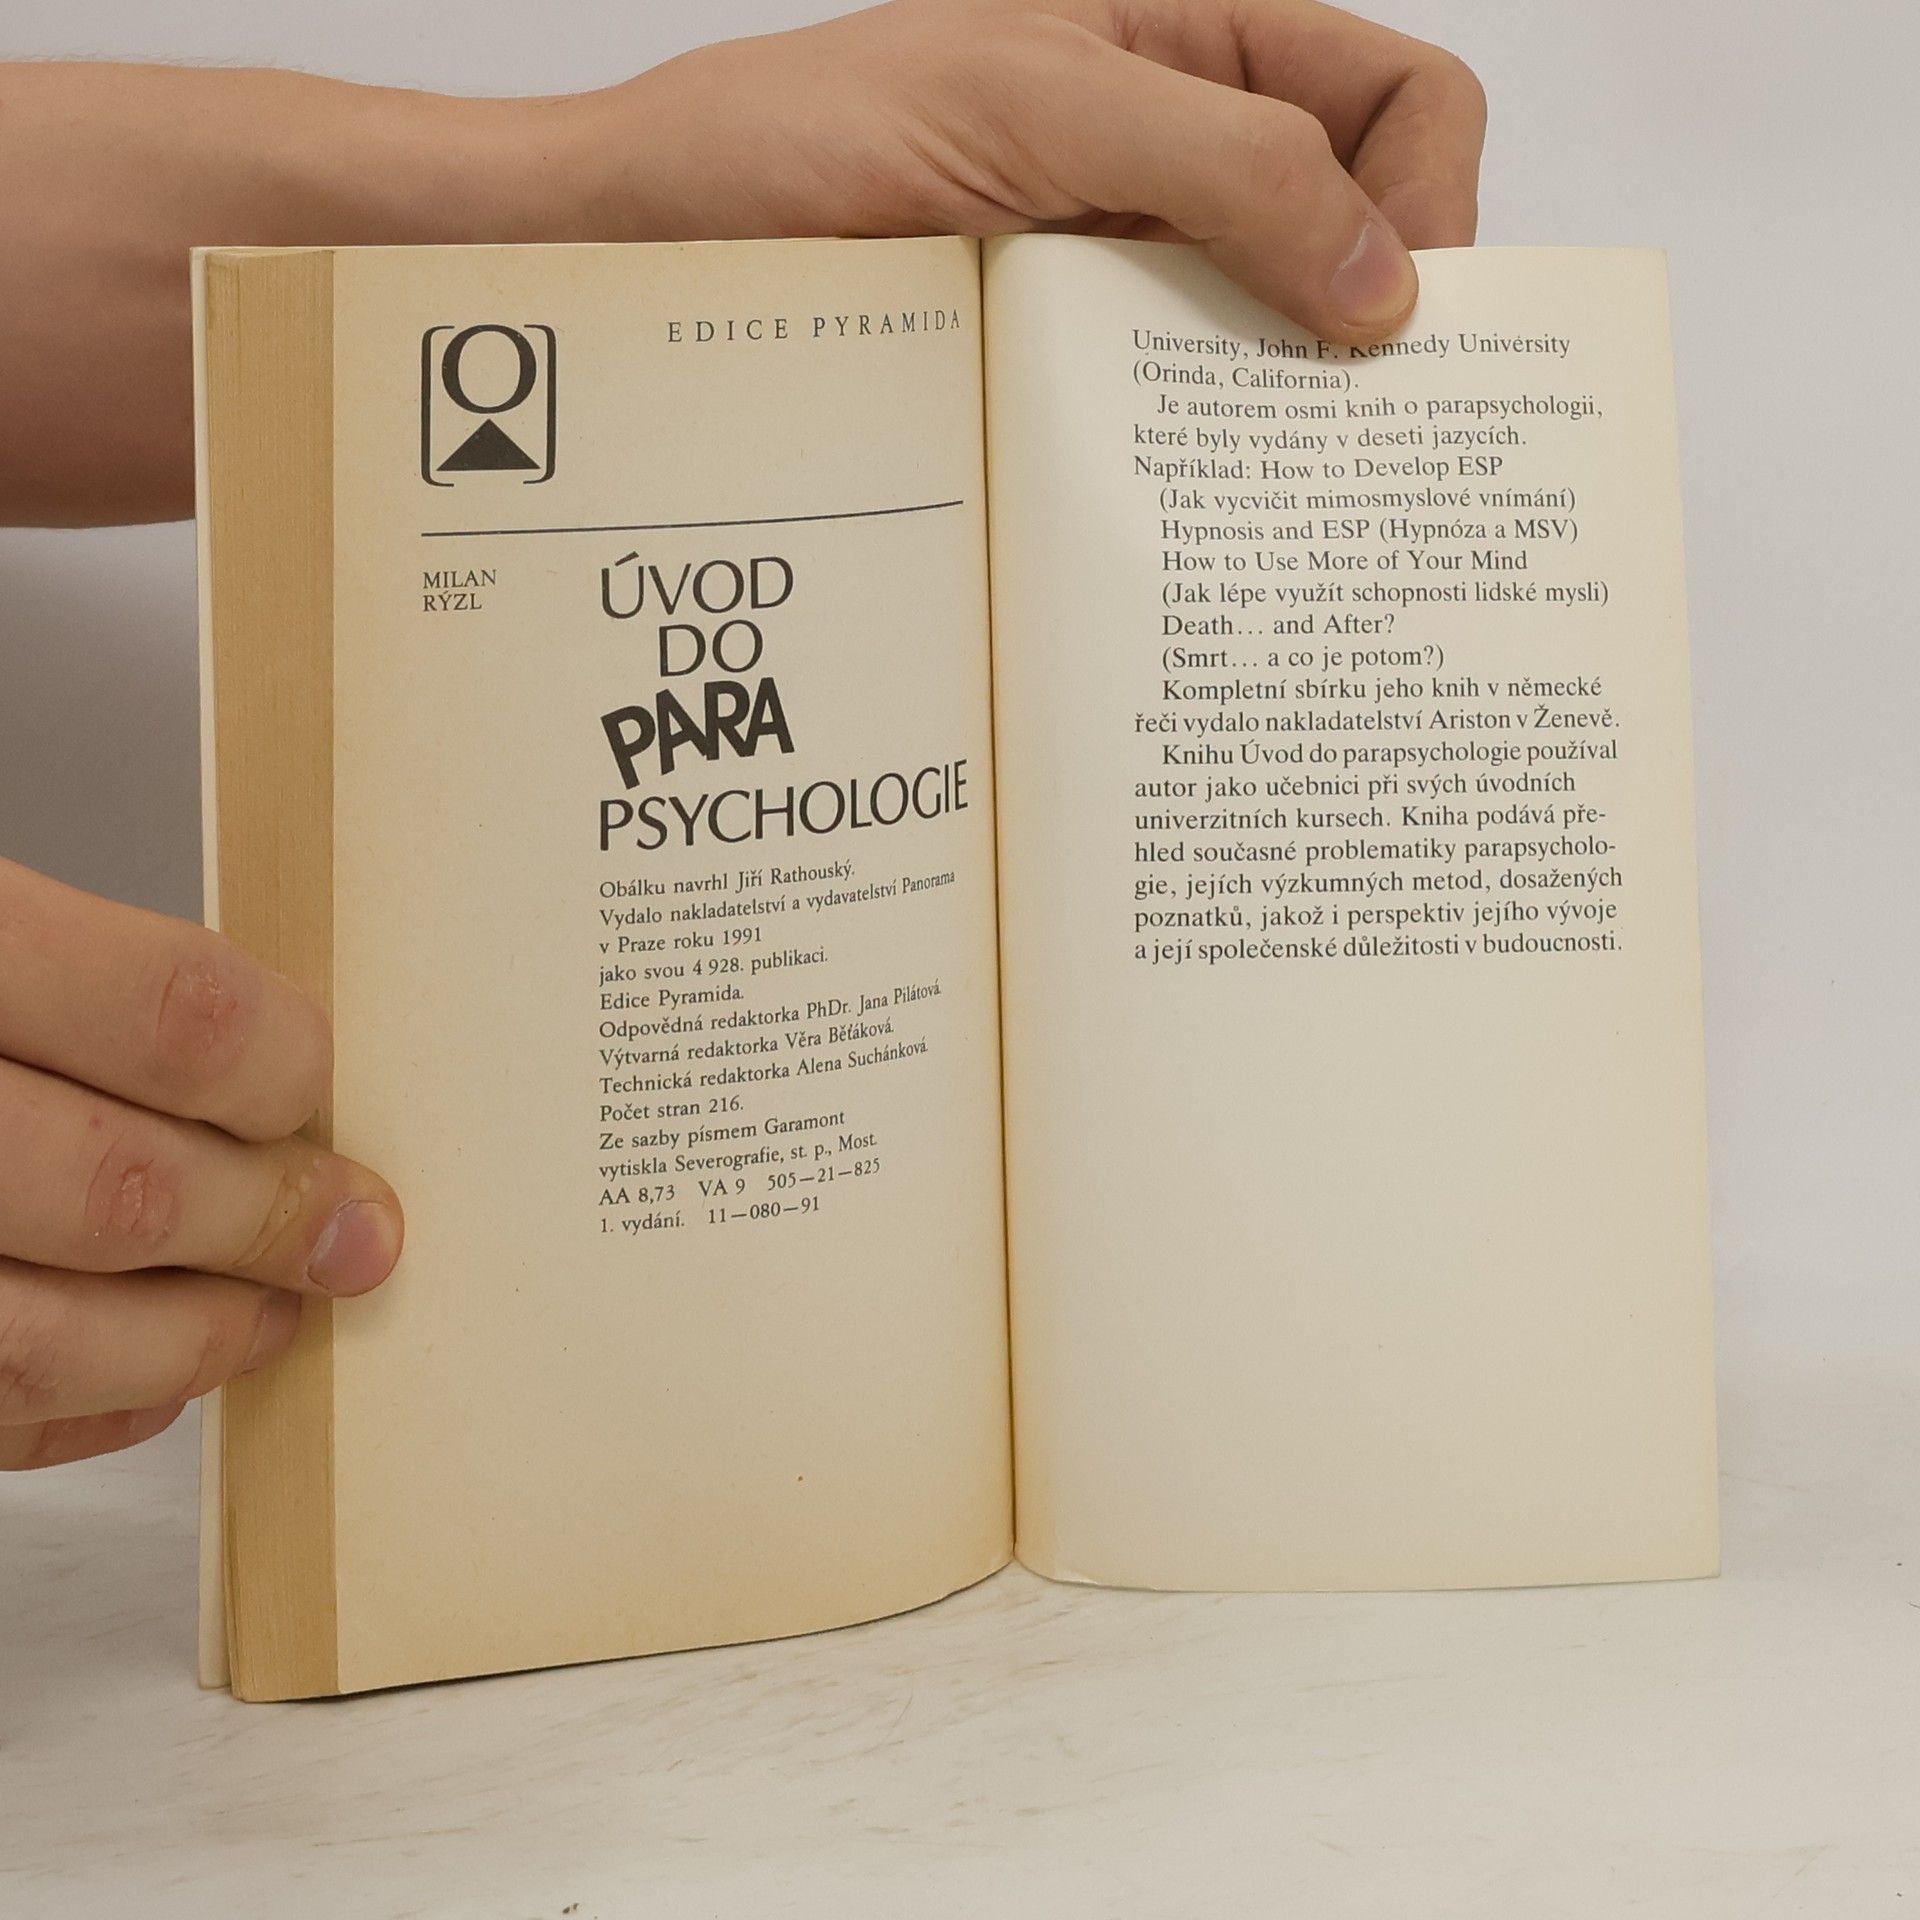 EDICE PYRAMIDA
MILAN
RÝZL
ÚVOD
DO
PARA
PSYCHOLOGIE
Obálku navrhl Jiří Rathouský.
Vydalo nakladatelství a vydavatelství Panorama
v Praze roku 1991
jako svou 4 928. publikaci.
Edice Pyramida.
Odpovědná redaktorka PhDr. Jana Pilátová.
Výtvarná redaktorka Věra Běťáková.
Technická redaktorka Alena Suchánková.
Počet stran 216.
Ze sazby písmem Garamont
vytiskla Severografie, st. p., Most.
AA 8,73 VA 9 505—21—825
1. vydání. 11—080—91
University, John F. Kennedy University
(Orinda, California).
Je autorem osmi knih o parapsychologii,
které byly vydány v deseti jazycích.
Například: How to Develop ESP
(Jak vycvičit mimosmyslové vnímání)
Hypnosis and ESP (Hypnóza a MSV)
How to Use More of Your Mind
(Jak lépe využít schopnosti lidské mysli)
Death... and After?
(Smrt... a co je potom?)
Kompletní sbírku jeho knih v německé
řeči vydalo nakladatelství Ariston v Ženevě.
Knihu Úvod do parapsychologie používal
autor jako učebnici při svých úvodních
univerzitních kursech. Kniha podává pře-
hled současné problematiky parapsycholo-
gie, jejích výzkumných metod, dosažených
poznatků, jakož i perspektiv jejího vývoje
a její společenské důležitosti v budoucnosti.